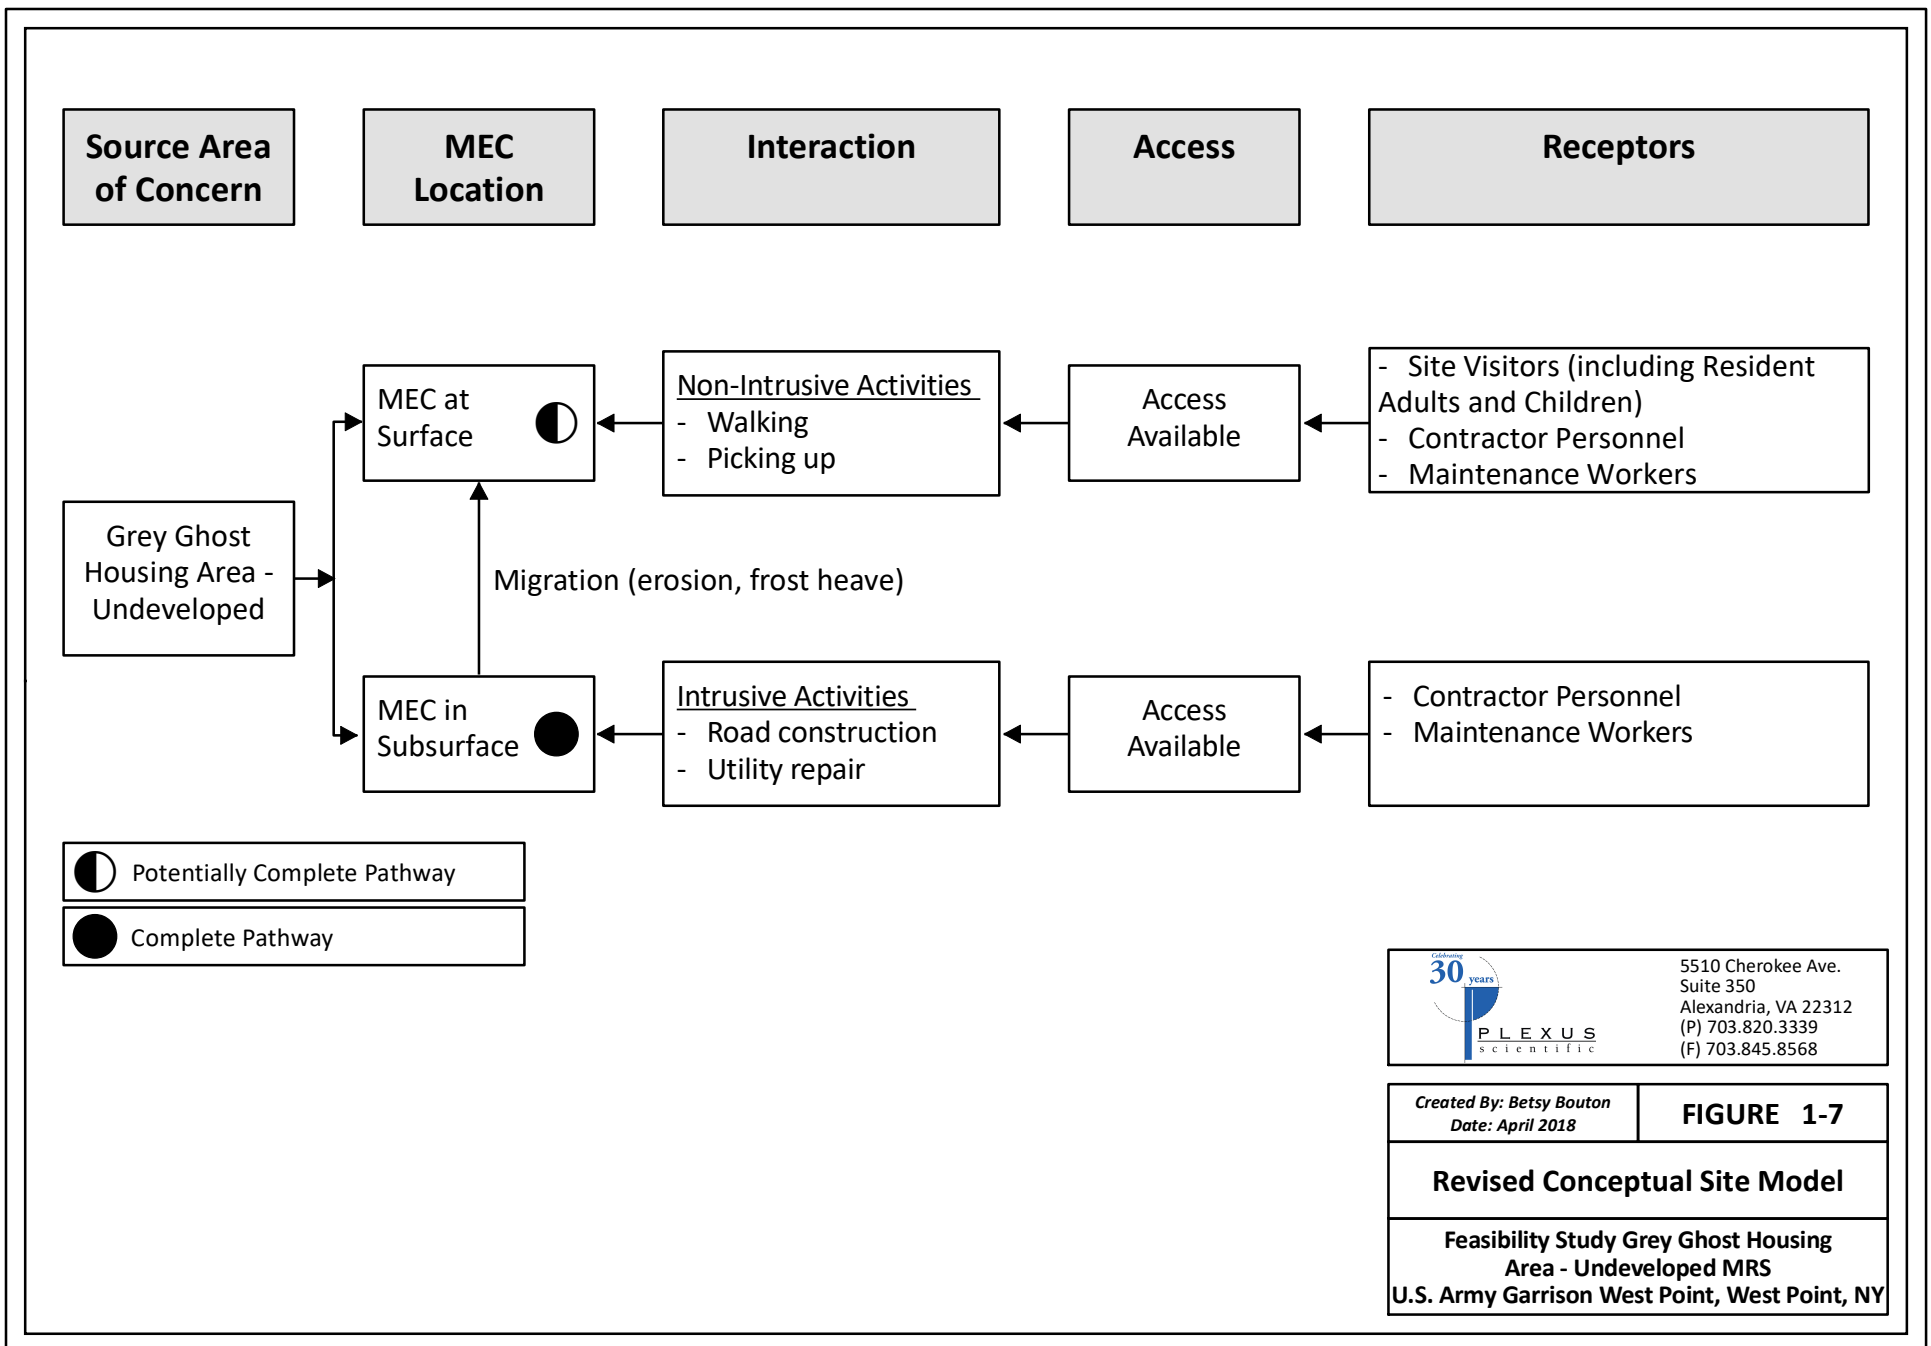 Source Area
of Concern
MEC
Location
Interaction
Access
Receptors
MEC at
Surface
Non-Intrusive Activities
- Walking
- Picking up
Access
Available
- Site Visitors (including Resident
Adults and Children)
- Contractor Personnel
- Maintenance Workers
Grey Ghost
Housing Area -
Undeveloped
Migration (erosion, frost heave)
MEC in
Subsurface
Intrusive Activities
- Road construction
- Utility repair
Access
Available
- Contractor Personnel
- Maintenance Workers
Potentially Complete Pathway
Complete Pathway
Celebrating
30 years
PLEXUS
scientific
5510 Cherokee Ave.
Suite 350
Alexandria, VA 22312
(P) 703.820.3339
(F) 703.845.8568
Created By: Betsy Bouton
Date: April 2018
FIGURE 1-7
Revised Conceptual Site Model
Feasibility Study Grey Ghost Housing
Area - Undeveloped MRS
U.S. Army Garrison West Point, West Point, NY